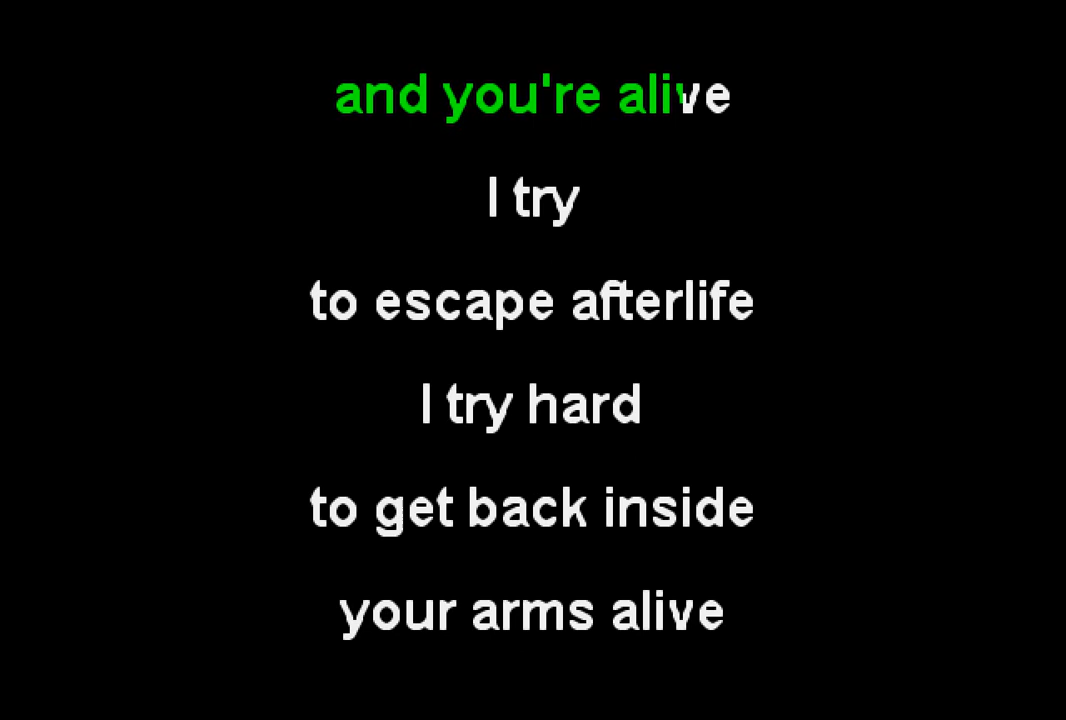 and you're alive
I try
to escape afterlife
I try hard
to get back inside
your arms alive